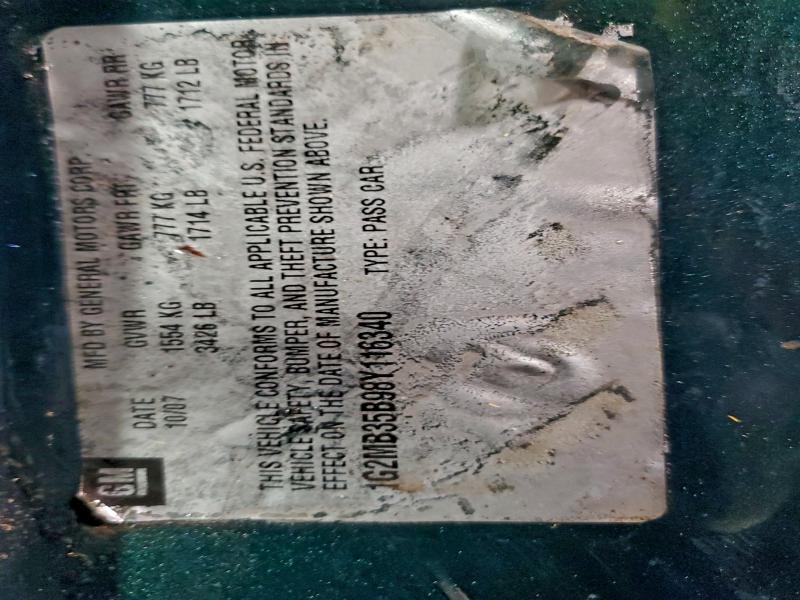 GM
MFD BY GENERAL MOTORS CORP.
DATE GVWR GAWR FRT GAWR RR
10/07 1554 KG 777 KG 777 KG
3426 LB 1714 LB 1712 LB
THIS VEHICLE CONFORMS TO ALL APPLICABLE U.S. FEDERAL MOTOR
VEHICLE SAFETY, BUMPER, AND THEFT PREVENTION STANDARDS IN
EFFECT ON THE DATE OF MANUFACTURE SHOWN ABOVE.
1G2MB35B98Y116340 TYPE: PASS CAR